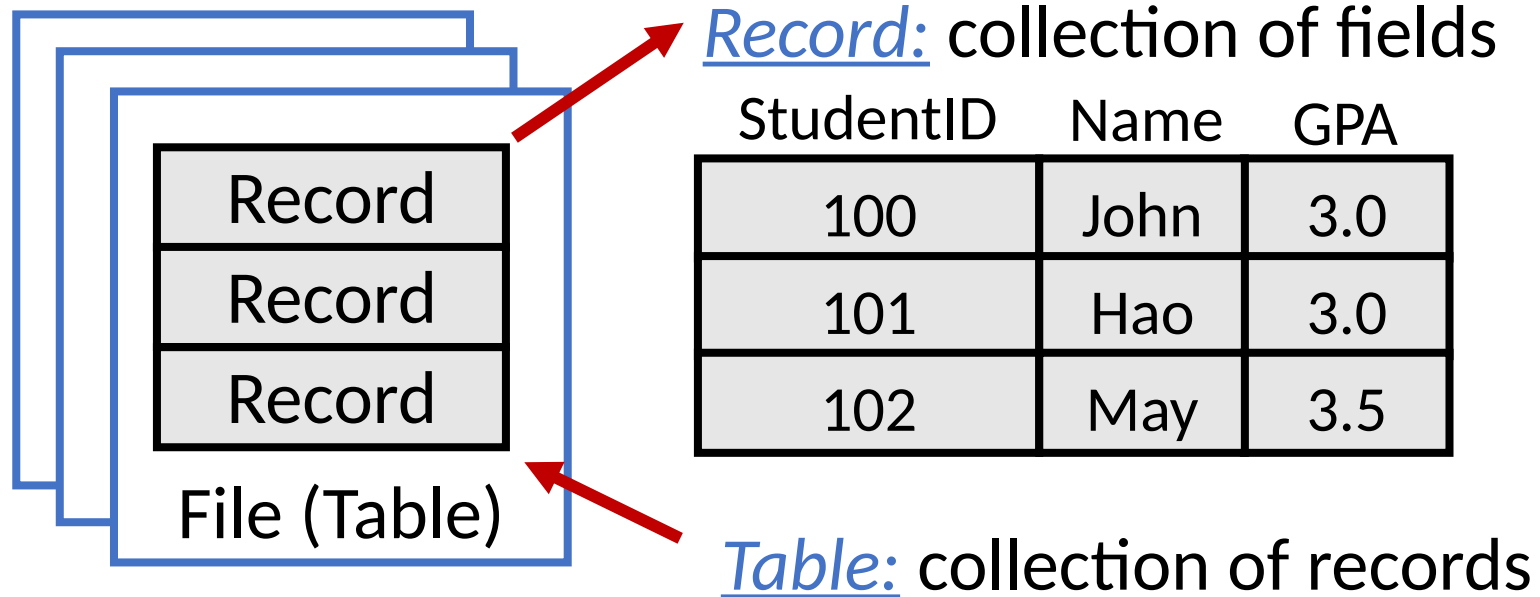 Record: collection of fields
StudentID Name GPA
Record
Record
Record
100 John 3.0
101 Hao 3.0
102 May 3.5
File (Table)
Table: collection of records